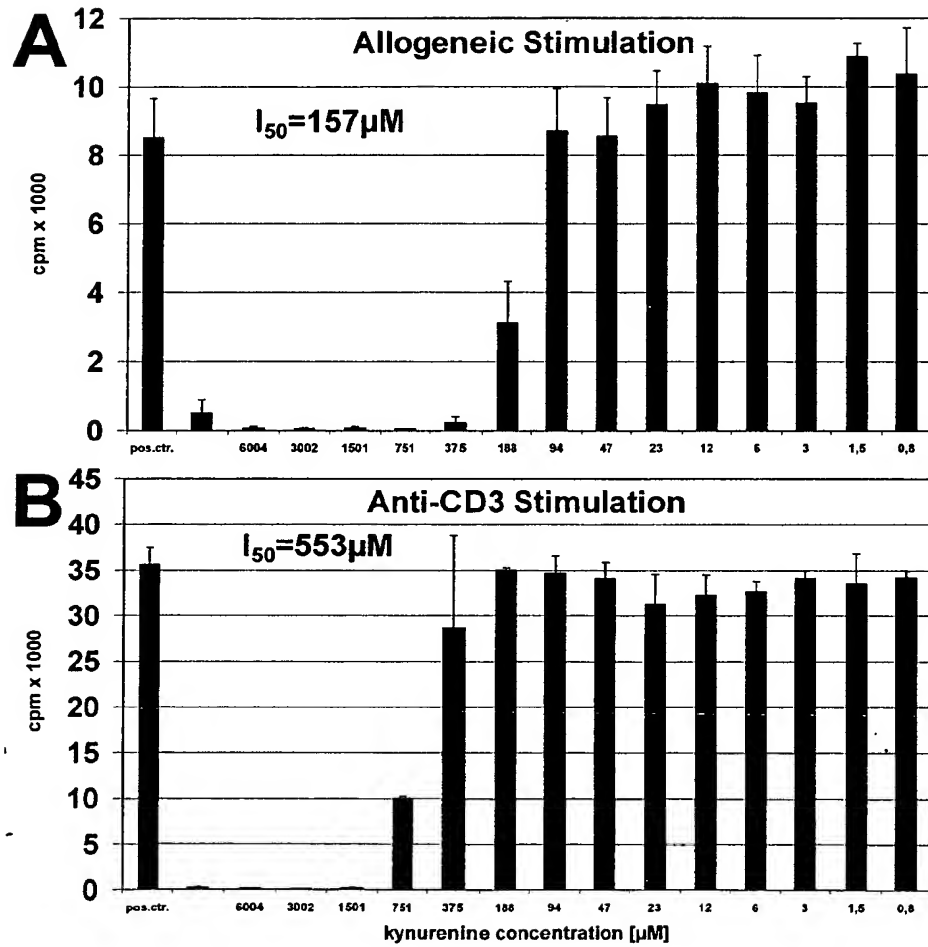 A
Allogeneic Stimulation
I50=157µM
cpm x 1000
12
10
8
6
4
2
0
pos.ctr. 6004 3002 1501 751 375 188 94 47 23 12 6 3 1,5 0,8
B
Anti-CD3 Stimulation
I50=553µM
cpm x 1000
45
40
35
30
25
20
15
10
5
0
pos.ctr. 6004 3002 1501 751 375 188 94 47 23 12 6 3 1,5 0,8
kynurenine concentration [µM]